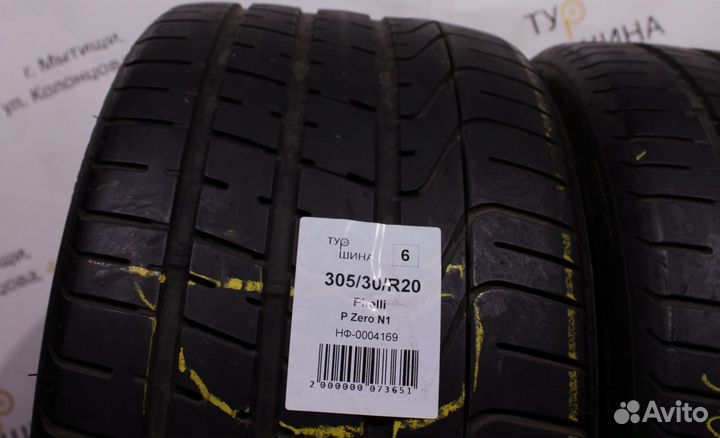 ТУР
ШИНА
г. Мытищи,
ул. Колонцова
ТУР
ШИНА
6
305/30/R20
Pirelli
P Zero N1
НФ-0004169
2 000000 073651
Avito